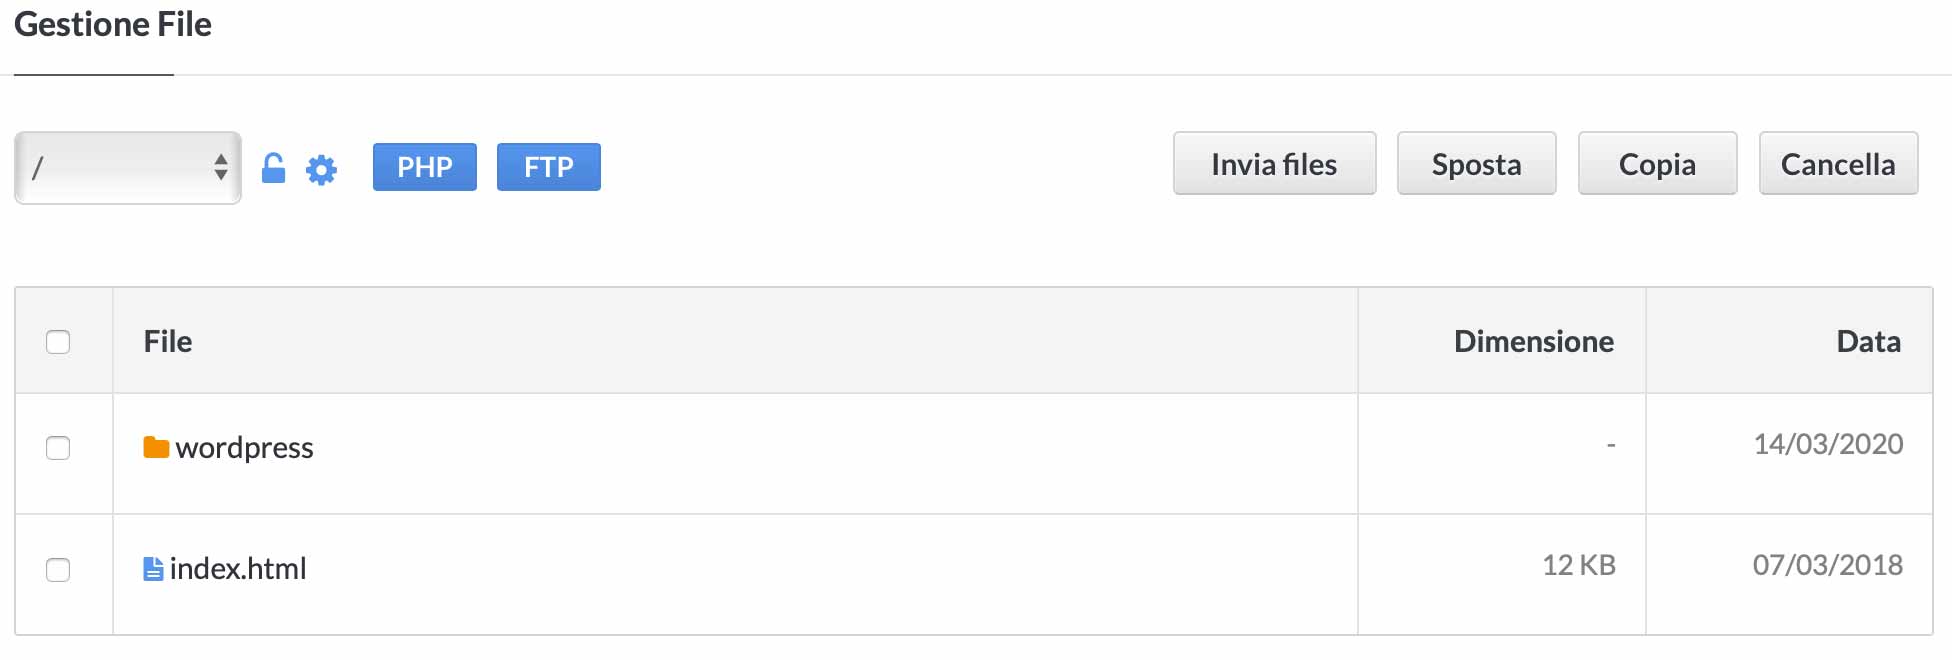 Gestione File
/ PHP FTP Invia files Sposta Copia Cancella
File Dimensione Data
wordpress - 14/03/2020
index.html 12 KB 07/03/2018